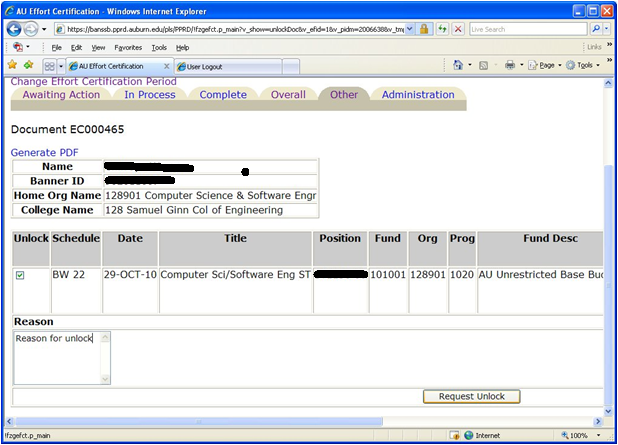 AU Effort Certification - Windows Internet Explorer
https://banssb.pprd.auburn.edu/pls/PPRD/!fzgefct.p_main?v_show=unlockDoc&v_efid=1&v_pidm=2006638&v_tmp
Live Search
File Edit View Favorites Tools Help
Links
AU Effort Certification User Logout
Page Tools
Change Effort Certification Period
Awaiting Action In Process Complete Overall Other Administration
Document EC000465
Generate PDF
Name
Banner ID
Home Org Name 128901 Computer Science & Software Engr
College Name 128 Samuel Ginn Col of Engineering
Unlock Schedule Date Title Position Fund Org Prog Fund Desc
BW 22 29-OCT-10 Computer Sci/Software Eng ST 101001 128901 1020 AU Unrestricted Base Buc
Reason
Reason for unlock
Request Unlock
!fzgefct.p_main Internet 100%